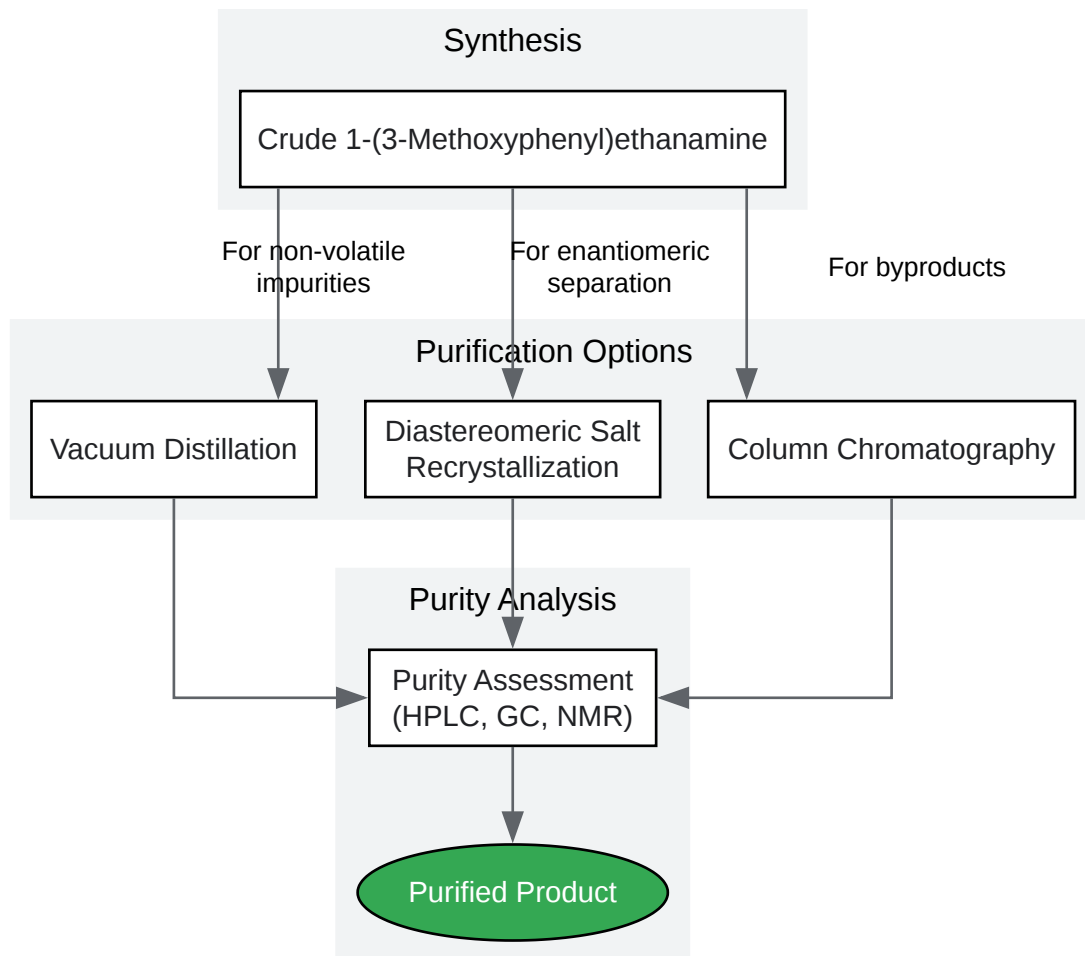 Synthesis
Crude 1-(3-Methoxyphenyl)ethanamine
For non-volatile
impurities
For enantiomeric
separation
For byproducts
Purification Options
Vacuum Distillation
Diastereomeric Salt
Recrystallization
Column Chromatography
Purity Analysis
Purity Assessment
(HPLC, GC, NMR)
Purified Product